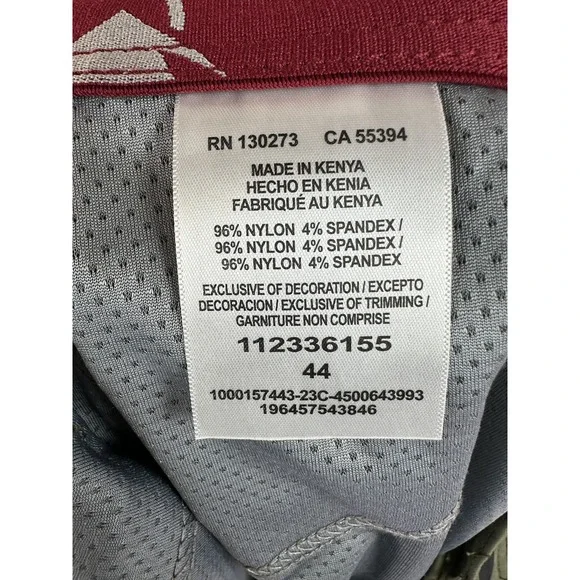 RN 130273 CA 55394
MADE IN KENYA
HECHO EN KENIA
FABRIQUÉ AU KENYA
96% NYLON 4% SPANDEX /
96% NYLON 4% SPANDEX /
96% NYLON 4% SPANDEX
EXCLUSIVE OF DECORATION / EXCEPTO
DECORACION / EXCLUSIVE OF TRIMMING /
GARNITURE NON COMPRISE
112336155
44
1000157443-23C-4500643993
196457543846